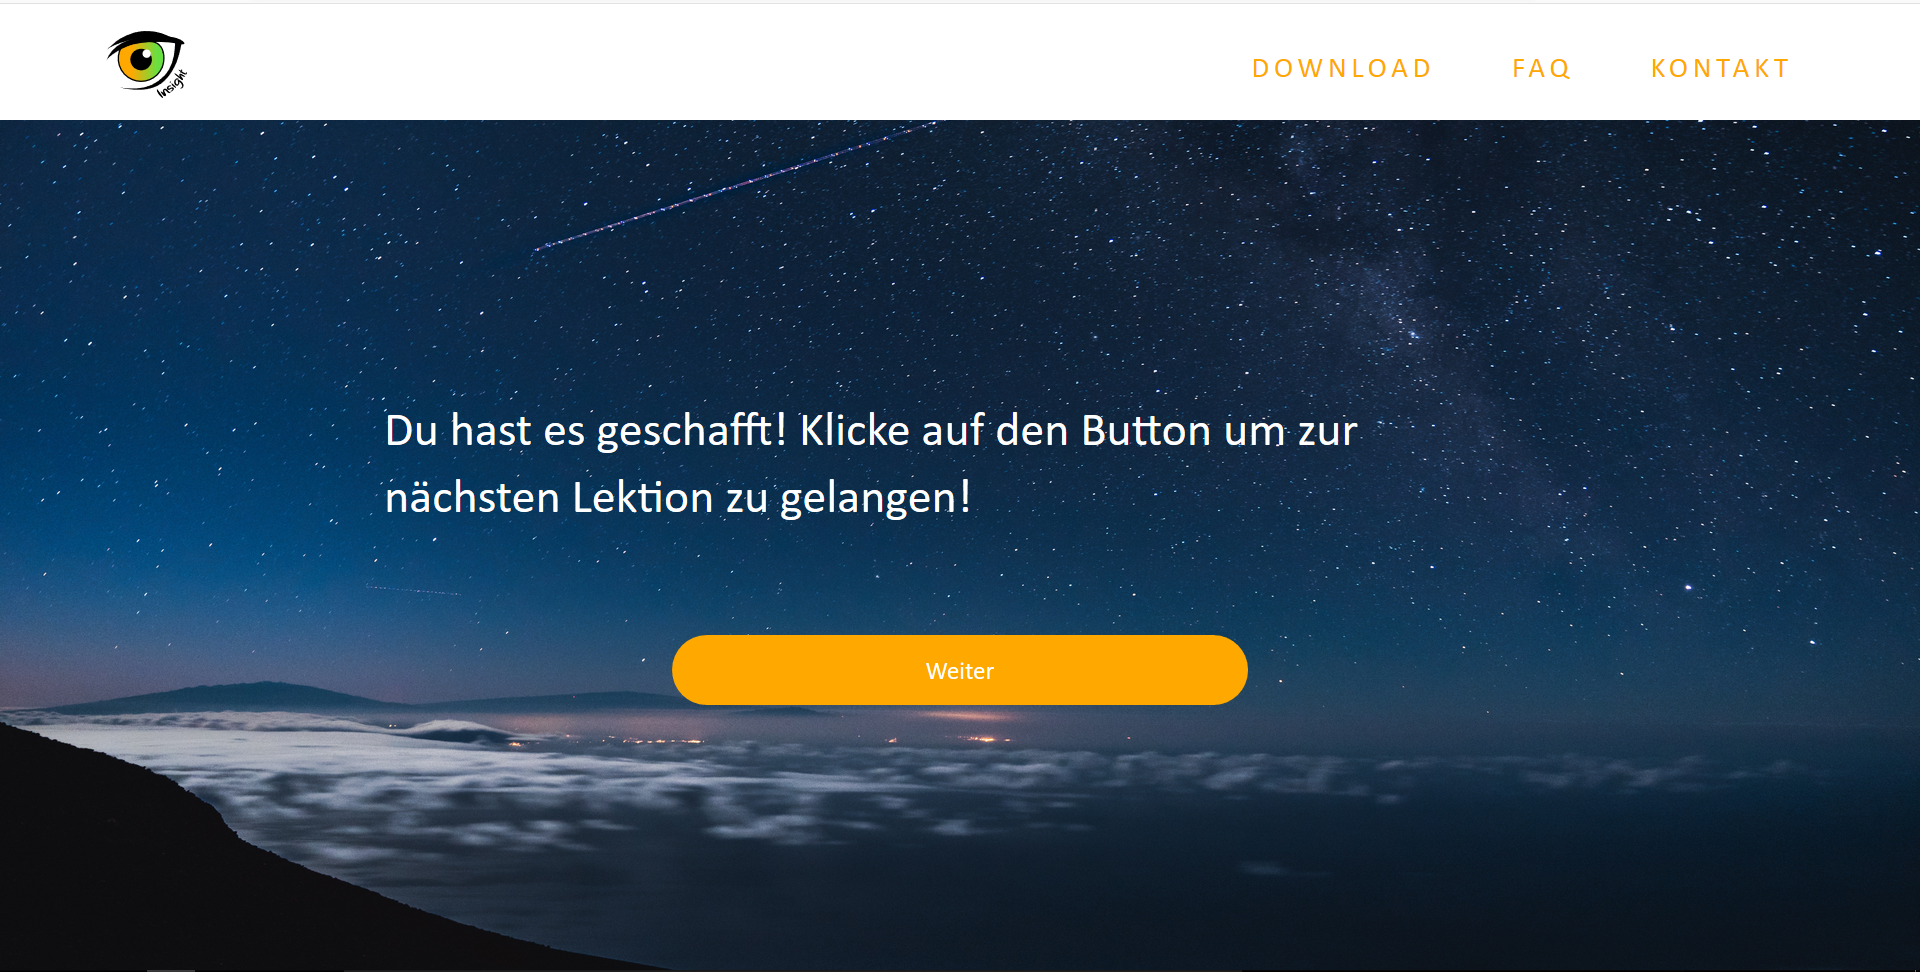 Insight
DOWNLOAD FAQ KONTAKT
Du hast es geschafft! Klicke auf den Button um zur
nächsten Lektion zu gelangen!
Weiter